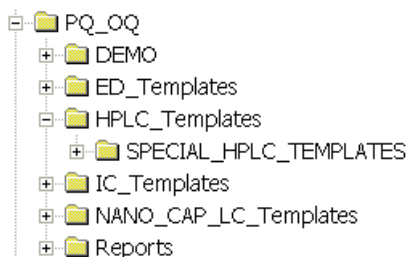 PQ_OQ
DEMO
ED_Templates
HPLC_Templates
SPECIAL_HPLC_TEMPLATES
IC_Templates
NANO_CAP_LC_Templates
Reports